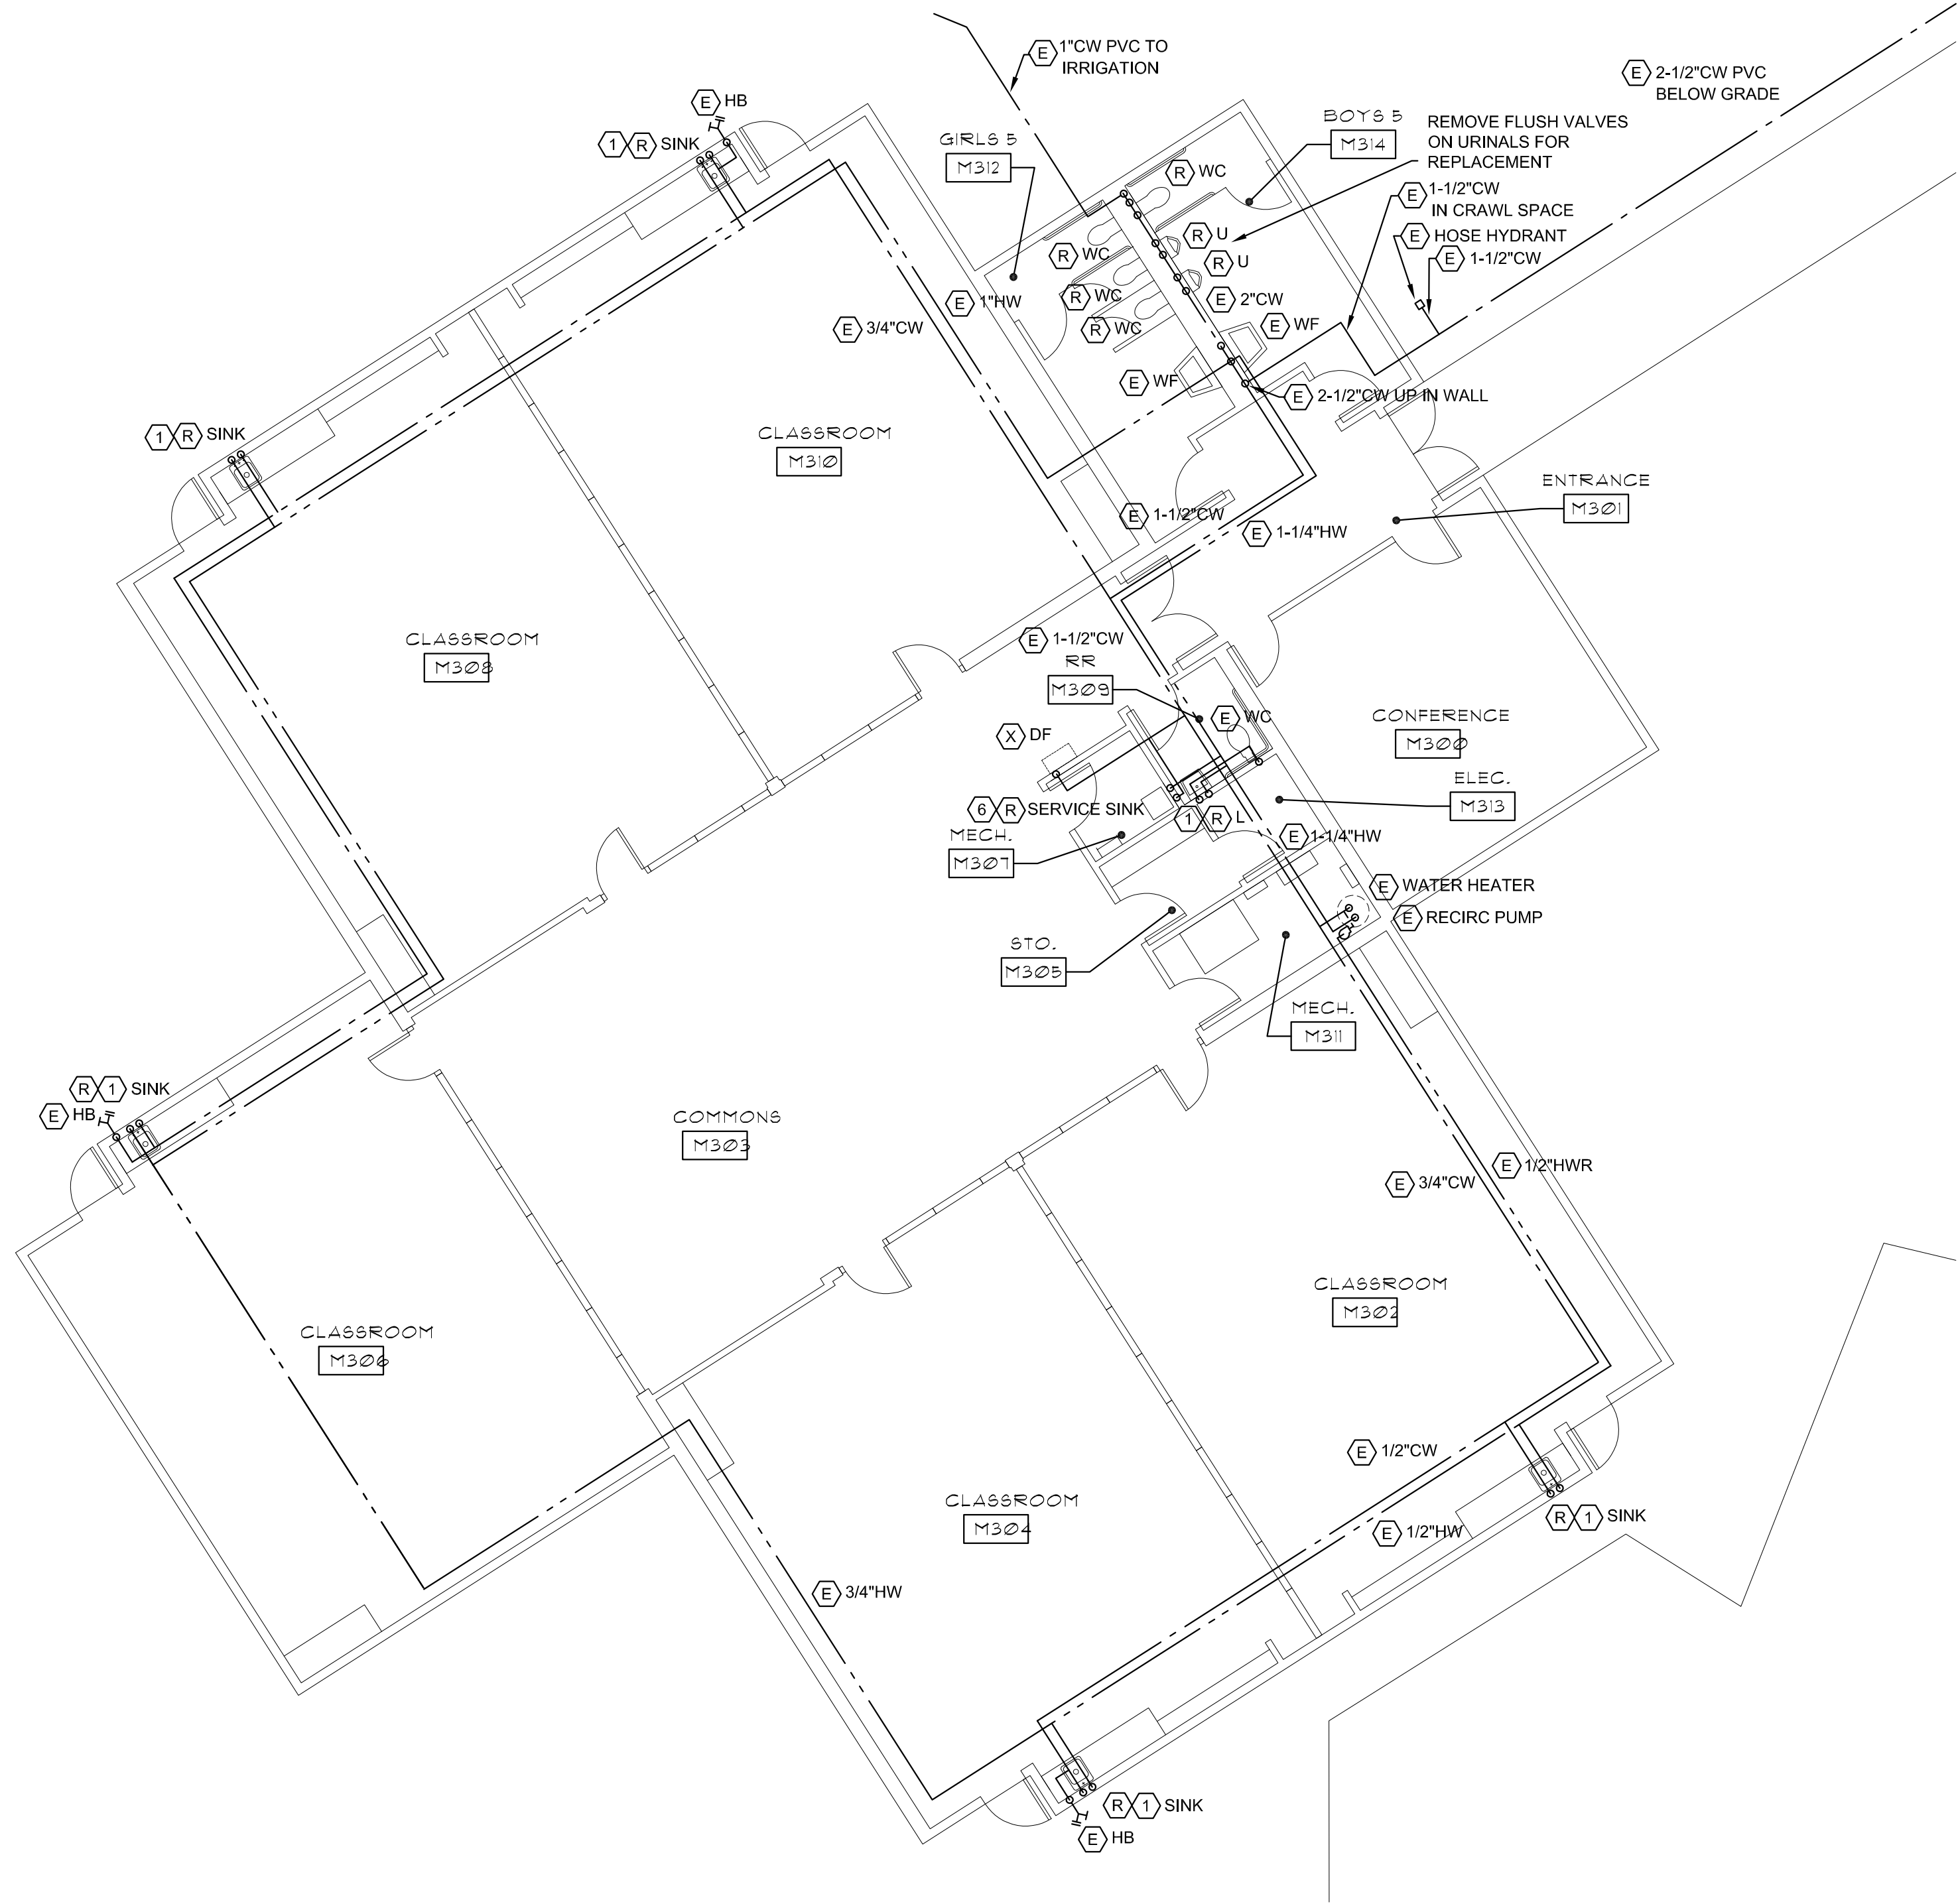 E 1"CW PVC TO
IRRIGATION
E 2-1/2"CW PVC
BELOW GRADE
E HB
1 R SINK
GIRLS 5
M312
BOYS 5
M314
REMOVE FLUSH VALVES
ON URINALS FOR
REPLACEMENT
R WC
E 1-1/2"CW
IN CRAWL SPACE
R U
E HOSE HYDRANT
R WC
R U
E 1-1/2"CW
R WC
E 1"HW
E 2"CW
E 3/4"CW
R WC
E WF
E WF
E 2-1/2"CW UP IN WALL
1 R SINK
CLASSROOM
M310
ENTRANCE
M301
E 1-1/2"CW
E 1-1/4"HW
CLASSROOM
M308
E 1-1/2"CW
RR
M309
E WC
CONFERENCE
M300
X DF
ELEC.
M313
6 R SERVICE SINK
1 R L
MECH.
M307
E 1-1/4"HW
E WATER HEATER
E RECIRC PUMP
STO.
M305
MECH.
M311
R 1 SINK
E HB
COMMONS
M303
E 1/2"HWR
E 3/4"CW
CLASSROOM
M302
CLASSROOM
M306
E 1/2"CW
CLASSROOM
M304
E 1/2"HW
R 1 SINK
E 3/4"HW
R 1 SINK
E HB